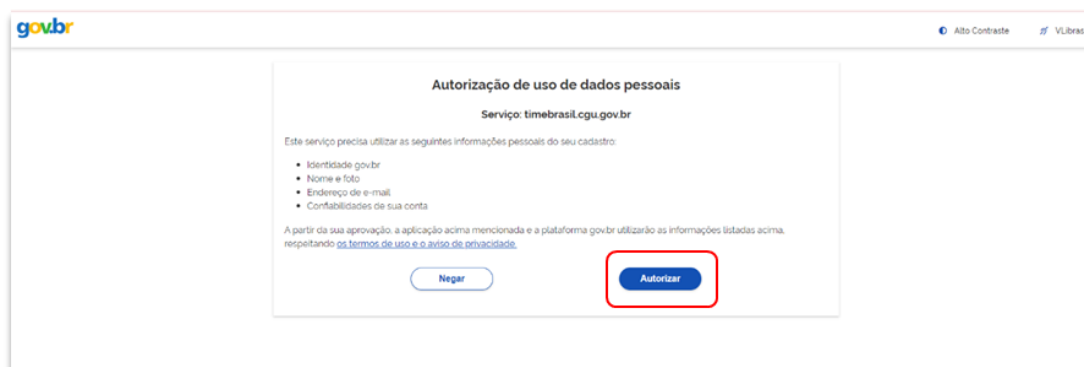 gov.br
Alto Contraste
VLibras
Autorização de uso de dados pessoais
Serviço: timebrasil.cgu.gov.br
Este serviço precisa utilizar as seguintes informações pessoais do seu cadastro:
• Identidade gov.br
• Nome e foto
• Endereço de e-mail
• Confiabilidades de sua conta
A partir da sua aprovação, a aplicação acima mencionada e a plataforma gov.br utilizarão as informações listadas acima,
respeitando os termos de uso e o aviso de privacidade.
Negar
Autorizar